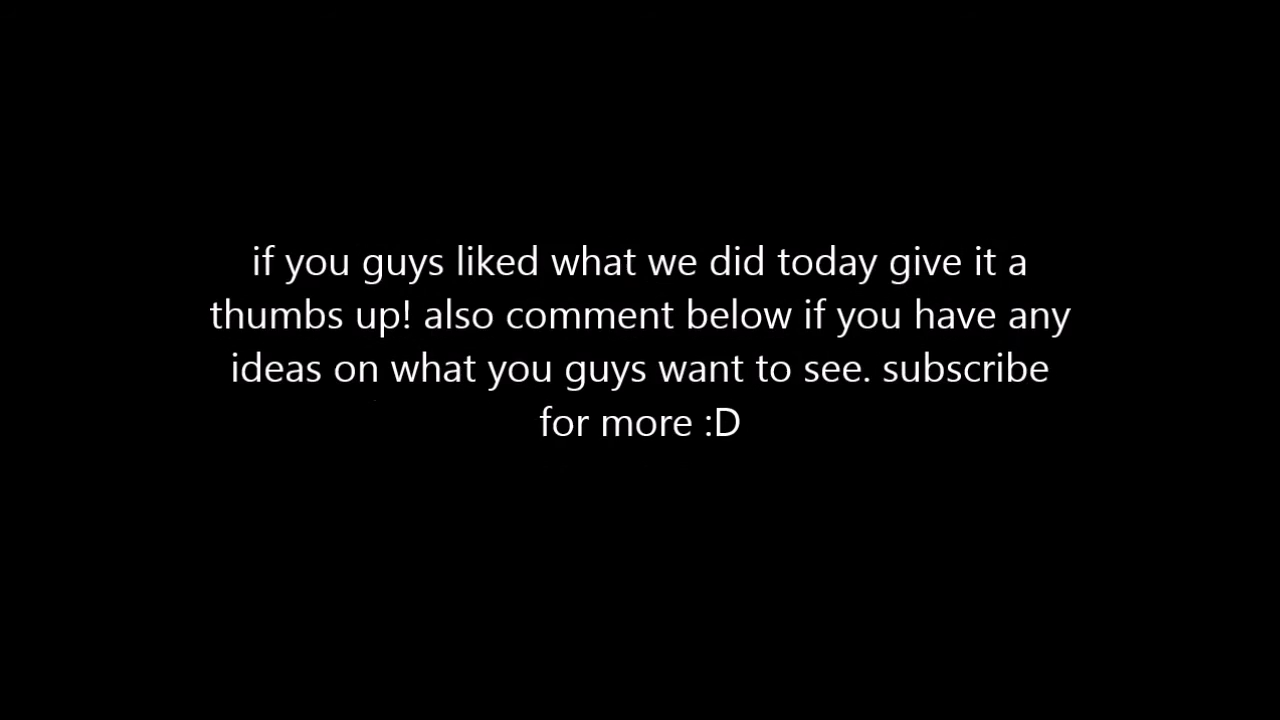 if you guys liked what we did today give it a
thumbs up! also comment below if you have any
ideas on what you guys want to see. subscribe
for more :D